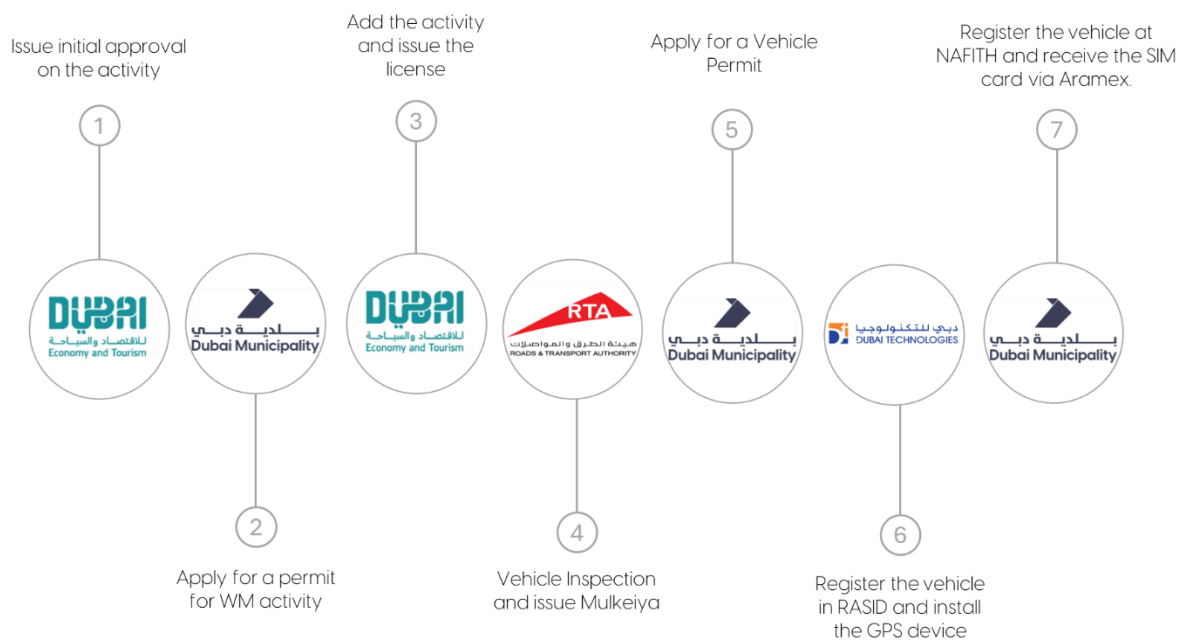 Issue initial approval
on the activity
1
DUBAI
للاقتصاد والسياحة
Economy and Tourism
بلدية دبي
Dubai Municipality
2
Apply for a permit
for WM activity
Add the activity
and issue the
license
3
DUBAI
للاقتصاد والسياحة
Economy and Tourism
RTA
هيئة الطرق والمواصلات
ROADS & TRANSPORT AUTHORITY
4
Vehicle Inspection
and issue Mulkeiya
Apply for a Vehicle
Permit
5
بلدية دبي
Dubai Municipality
دبي للتكنولوجيا
DUBAI TECHNOLOGIES
6
Register the vehicle
in RASID and install
the GPS device
Register the vehicle at
NAFITH and receive the SIM
card via Aramex.
7
بلدية دبي
Dubai Municipality